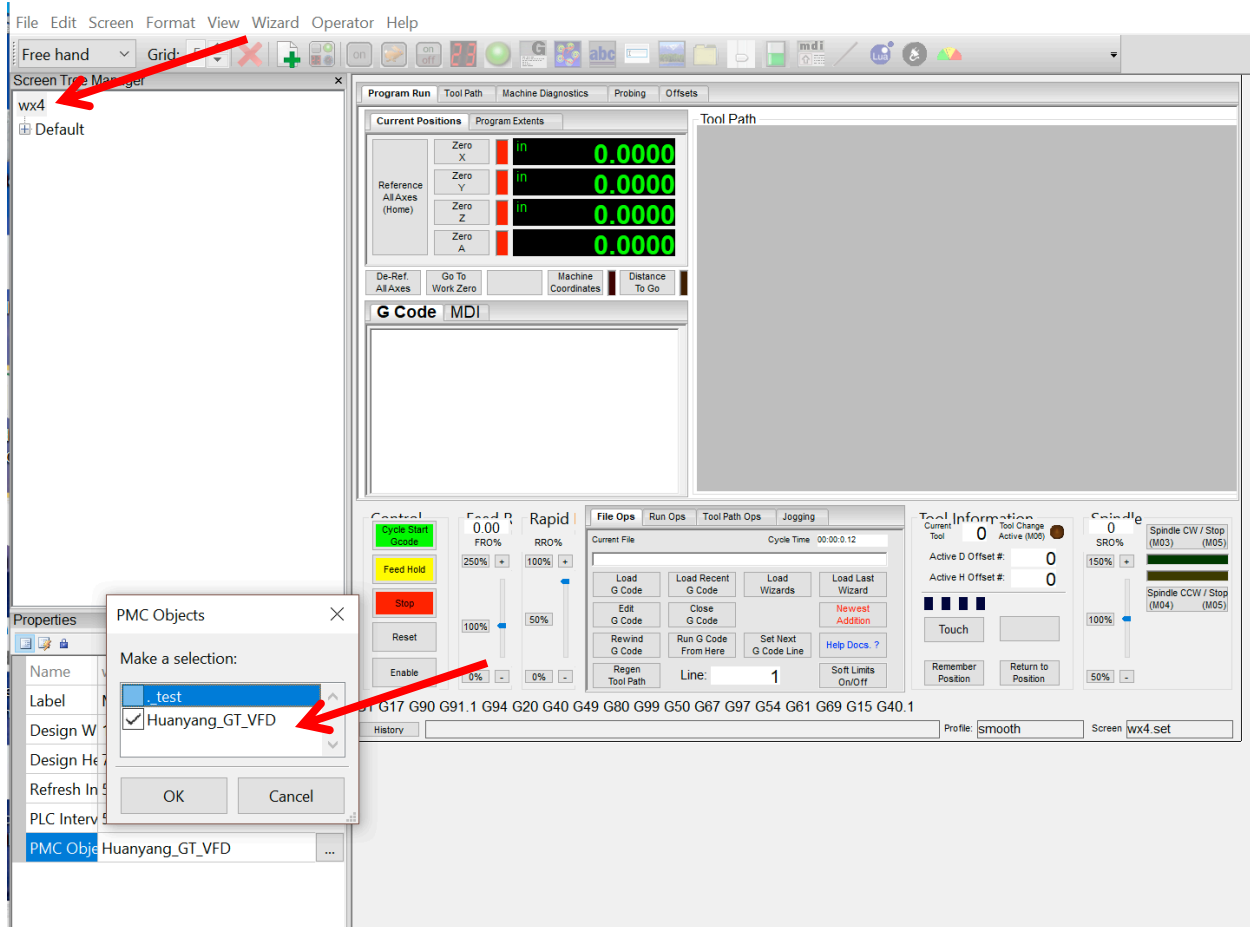 File Edit Screen Format View Wizard Operator Help
Free hand Grid:
on on off G abc mdi Lua
Screen Tree Manager
wx4
Default
Program Run Tool Path Machine Diagnostics Probing Offsets
Current Positions Program Extents
Tool Path
Reference All Axes (Home)
Zero X in 0.0000
Zero Y in 0.0000
Zero Z in 0.0000
Zero A 0.0000
De-Ref. All Axes
Go To Work Zero
Machine Coordinates
Distance To Go
G Code MDI
Control
Cycle Start Gcode
Feed Hold
Stop
Reset
Enable
0.00
FRO%
250% +
100%
0% -
Rapid
RRO%
100% +
50%
0% -
File Ops Run Ops Tool Path Ops Jogging
Current File Cycle Time 00:00:0.12
Load G Code
Load Recent G Code
Load Wizards
Load Last Wizard
Edit G Code
Close G Code
Newest Addition
Rewind G Code
Run G Code From Here
Set Next G Code Line
Help Docs. ?
Regen Tool Path
Line: 1
Soft Limits On/Off
Tool Information
Current Tool 0 Tool Change Active (M06)
Active D Offset #: 0
Active H Offset #: 0
Touch
Remember Position
Return to Position
Spindle
0
SRO%
150% +
100%
50% -
Spindle CW / Stop
(M03) (M05)
Spindle CCW / Stop
(M04) (M05)
G17 G90 G91.1 G94 G20 G40 G49 G80 G99 G50 G67 G97 G54 G61 G69 G15 G40.1
History
Profile: smooth
Screen wx4.set
Properties
Name
Label
Design W
Design He
Refresh In
PLC Interv
PMC Obje Huanyang_GT_VFD ...
PMC Objects
Make a selection:
._test
Huanyang_GT_VFD
OK Cancel